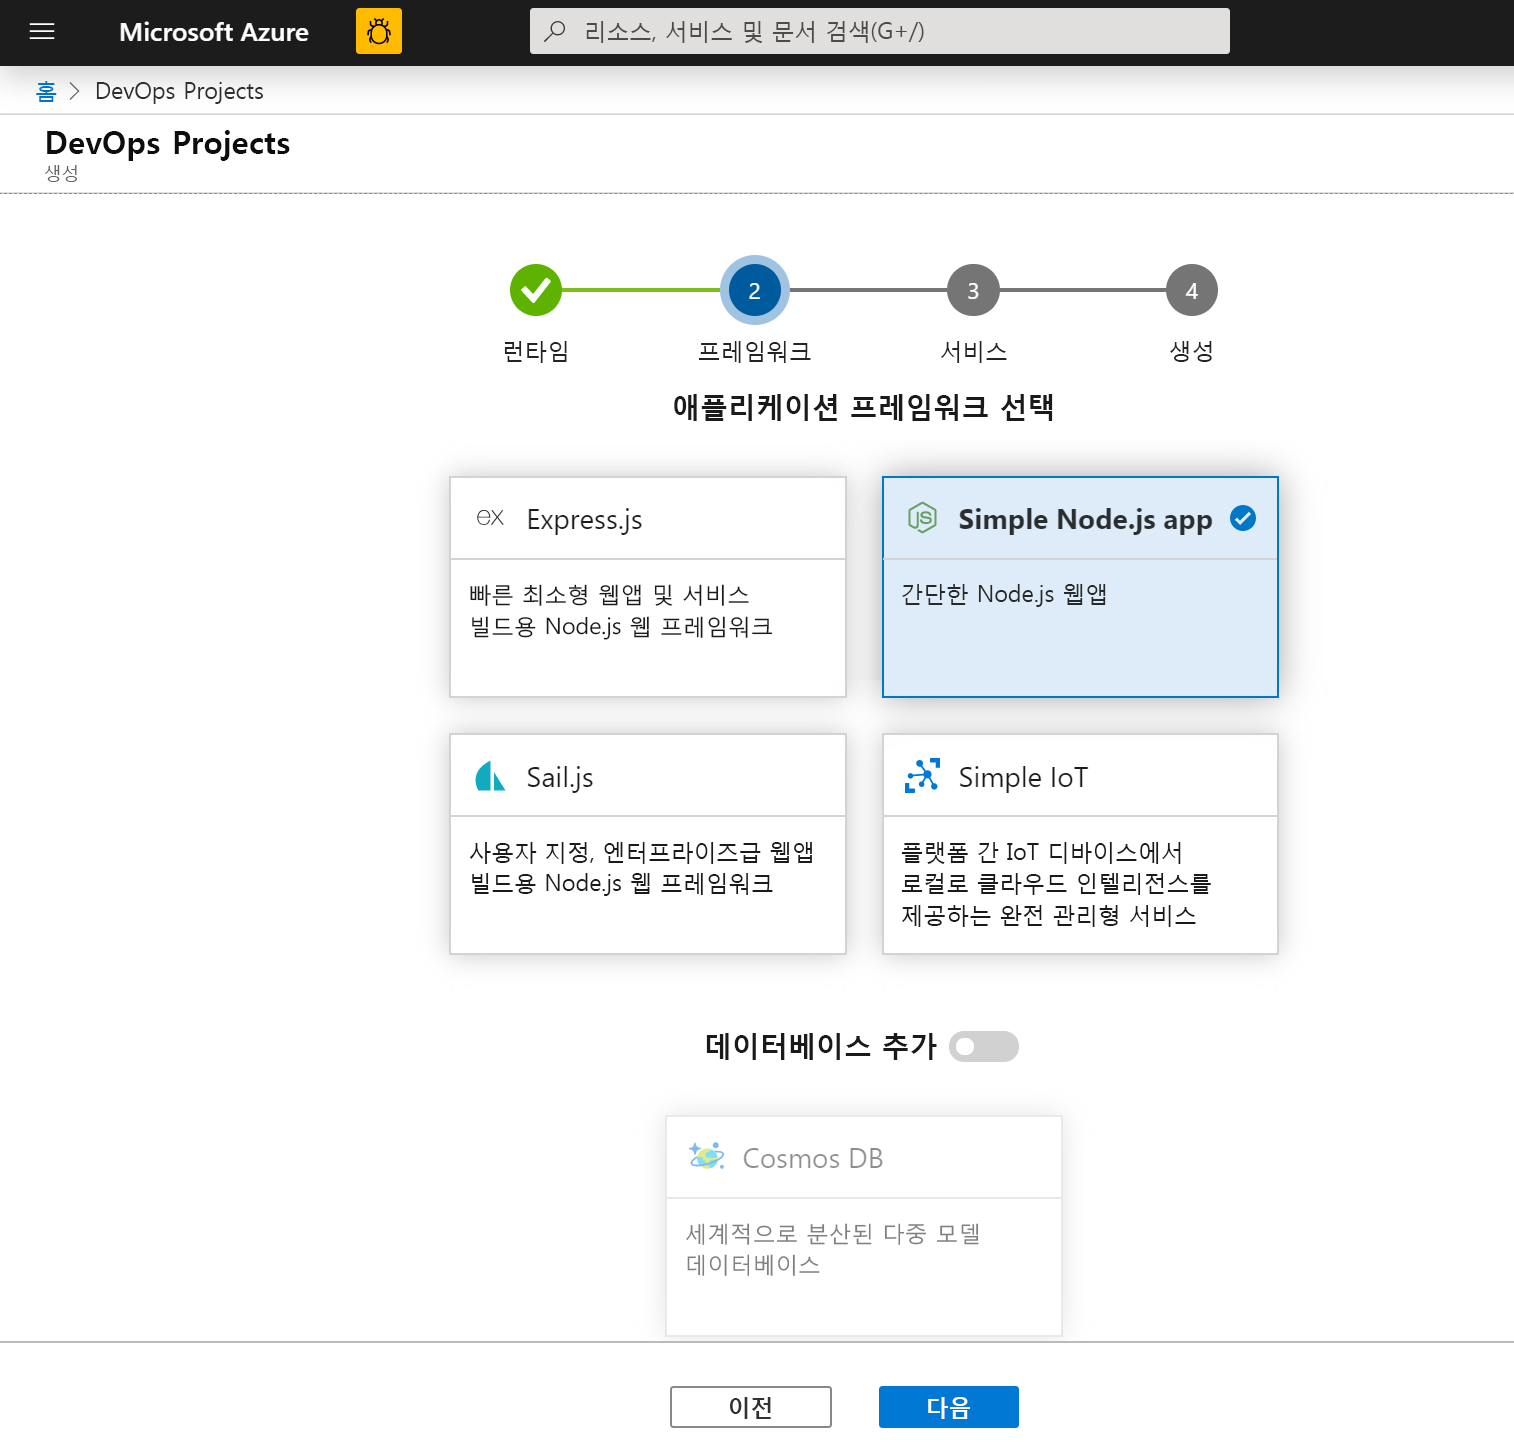 Microsoft Azure
리소스, 서비스 및 문서 검색(G+/)
홈 > DevOps Projects
DevOps Projects
생성
2
3
4
런타임
프레임워크
서비스
생성
애플리케이션 프레임워크 선택
ex Express.js
빠른 최소형 웹앱 및 서비스
빌드용 Node.js 웹 프레임워크
JS Simple Node.js app
간단한 Node.js 웹앱
Sail.js
사용자 지정, 엔터프라이즈급 웹앱
빌드용 Node.js 웹 프레임워크
Simple IoT
플랫폼 간 IoT 디바이스에서
로컬로 클라우드 인텔리전스를
제공하는 완전 관리형 서비스
데이터베이스 추가
Cosmos DB
세계적으로 분산된 다중 모델
데이터베이스
이전
다음